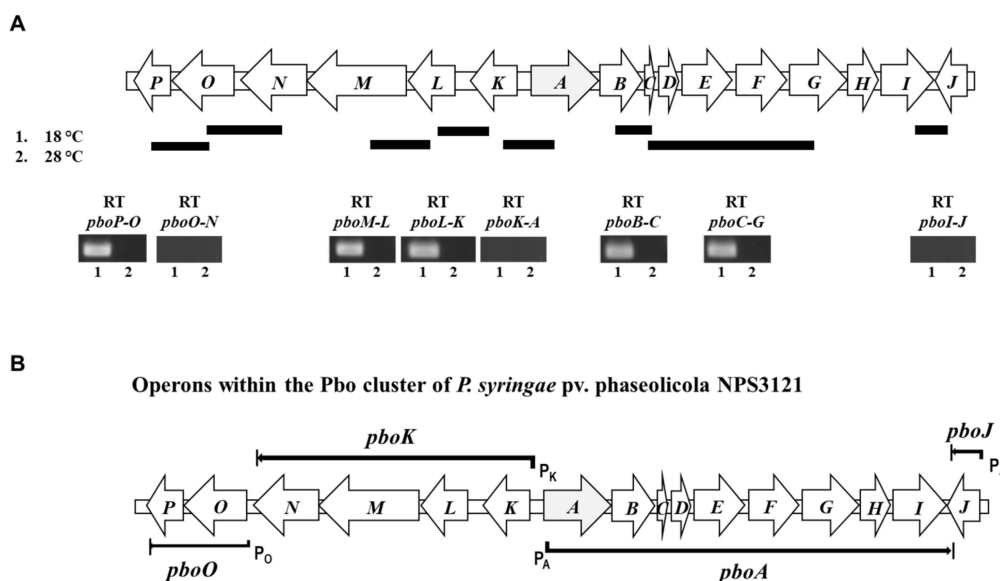 A
P O N M L K A B C D E F G H I J
1. 18 °C
2. 28 °C
RT RT RT RT RT RT RT RT
pboP-O pboO-N pboM-L pboL-K pboK-A pboB-C pboC-G pboI-J
1 2 1 2 1 2 1 2 1 2 1 2 1 2 1 2
B
Operons within the Pbo cluster of P. syringae pv. phaseolicola NPS3121
pboK pboJ
PK
P O N M L K A B C D E F G H I J
PO PA
pboO pboA